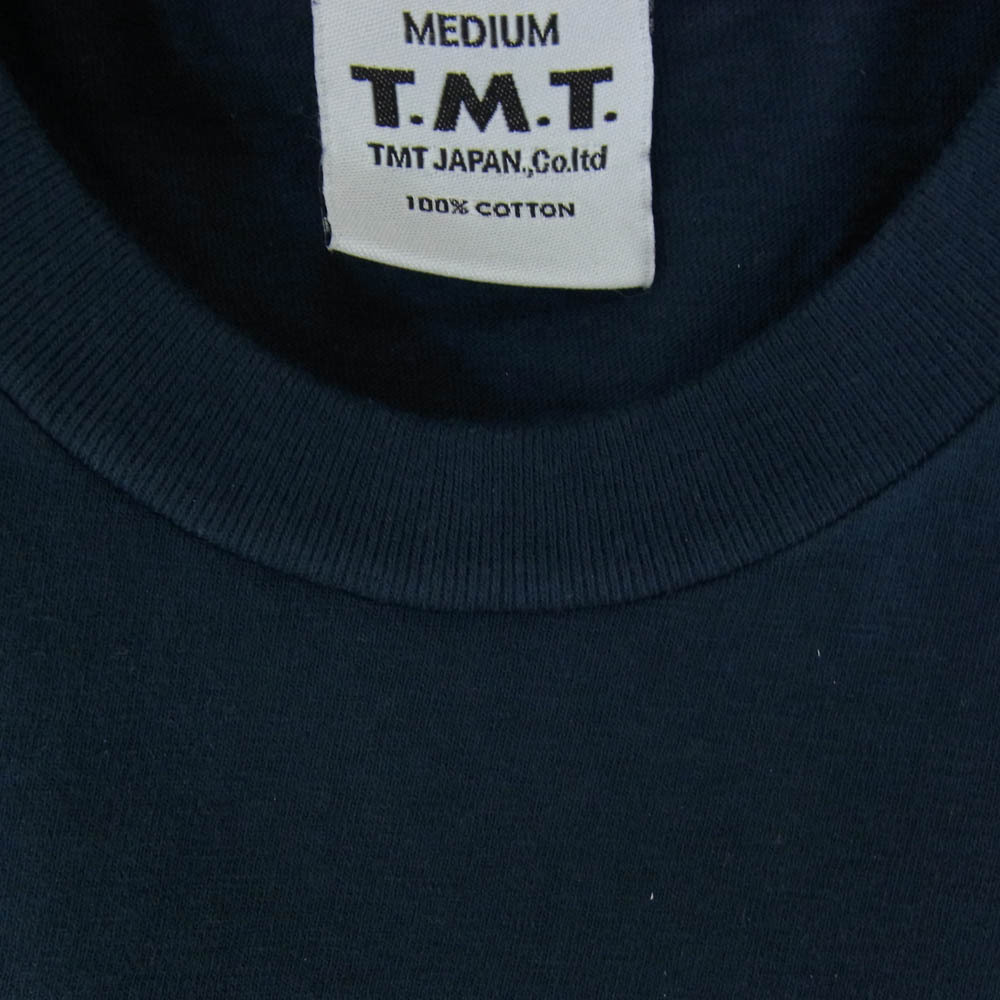 MEDIUM
T.M.T.
TMT JAPAN.,Co.ltd
100% COTTON